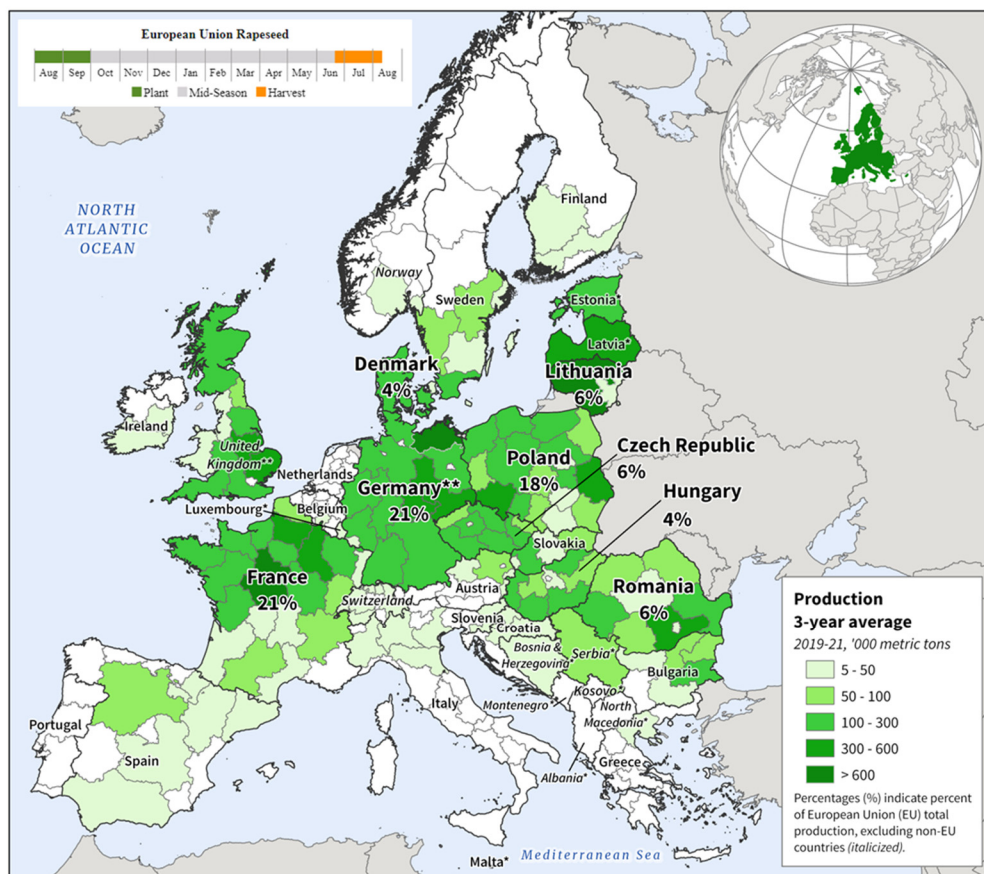 European Union Rapeseed
Aug Sep Oct Nov Dec Jan Feb Mar Apr May Jun Jul Aug
Plant Mid-Season Harvest
NORTH
ATLANTIC
OCEAN
Finland
Norway
Sweden
Estonia*
Latvia*
Denmark
4%
Lithuania
6%
Ireland
United
Kingdom**
Netherlands
Poland
18%
Czech Republic
6%
Germany**
21%
Hungary
4%
Luxembourg*
Belgium
Slovakia
France
21%
Switzerland
Austria
Romania
6%
Slovenia
Croatia
Bosnia &
Herzegovina*
Serbia*
Bulgaria
Kosovo*
Montenegro*
North
Macedonia*
Italy
Portugal
Spain
Albania*
Greece
Malta*
Mediterranean Sea
Production
3-year average
2019-21, '000 metric tons
5 - 50
50 - 100
100 - 300
300 - 600
> 600
Percentages (%) indicate percent
of European Union (EU) total
production, excluding non-EU
countries (italicized).